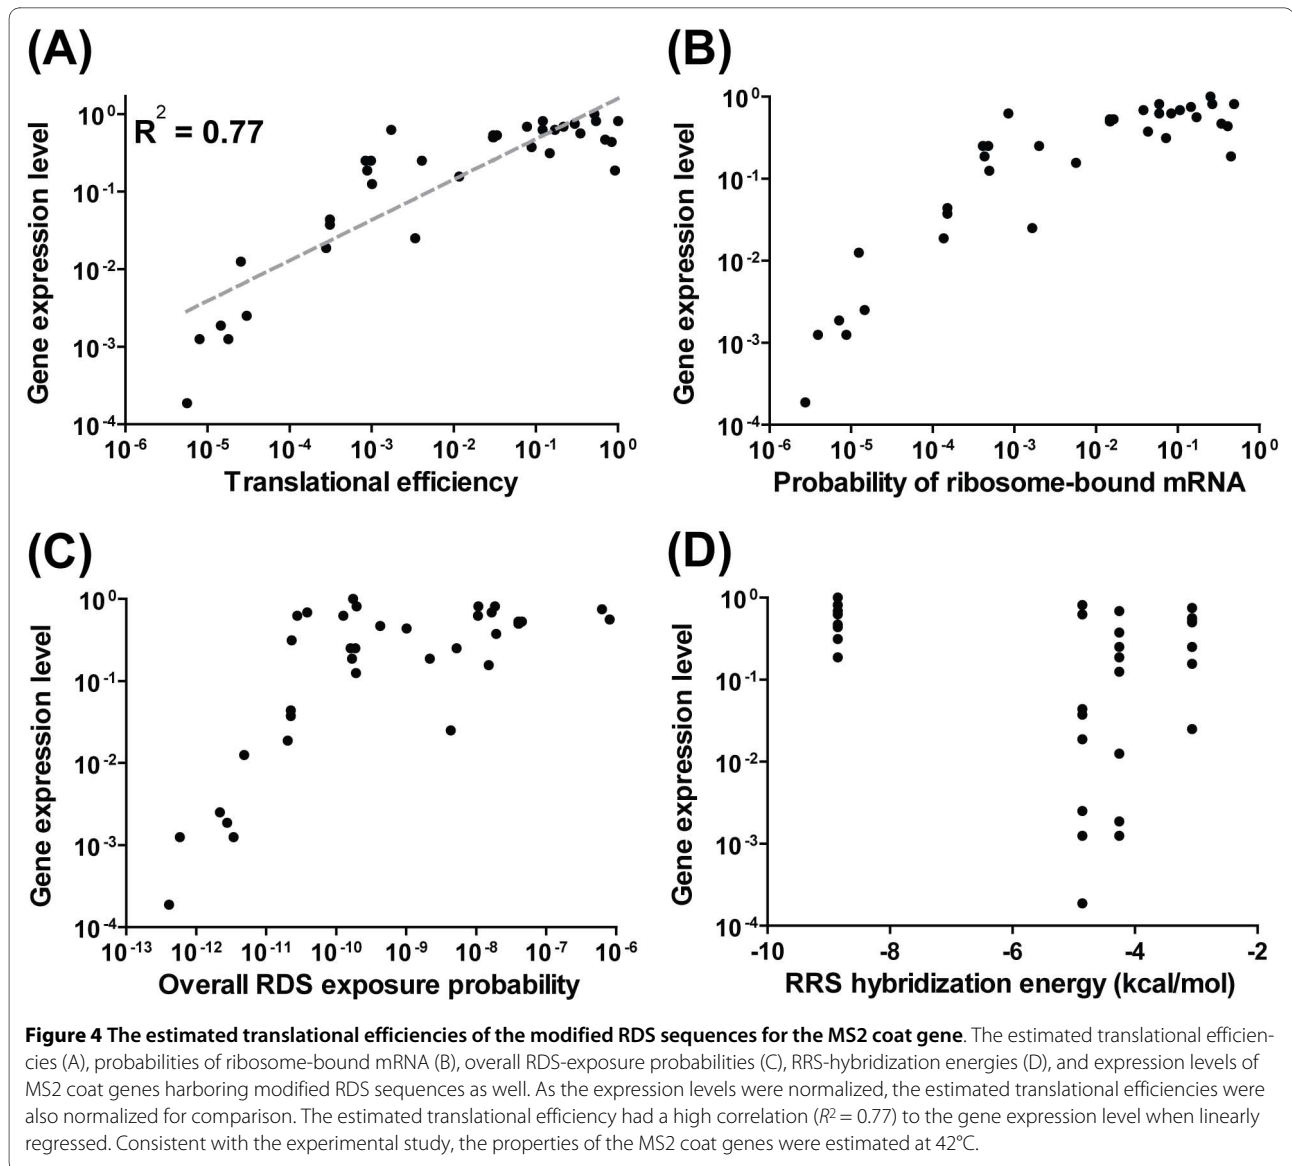 (A)
R² = 0.77
Gene expression level
10⁰
10⁻¹
10⁻²
10⁻³
10⁻⁴
10⁻⁶ 10⁻⁵ 10⁻⁴ 10⁻³ 10⁻² 10⁻¹ 10⁰
Translational efficiency
(B)
Gene expression level
10⁰
10⁻¹
10⁻²
10⁻³
10⁻⁴
10⁻⁶ 10⁻⁵ 10⁻⁴ 10⁻³ 10⁻² 10⁻¹ 10⁰
Probability of ribosome-bound mRNA
(C)
Gene expression level
10⁰
10⁻¹
10⁻²
10⁻³
10⁻⁴
10⁻¹³ 10⁻¹² 10⁻¹¹ 10⁻¹⁰ 10⁻⁹ 10⁻⁸ 10⁻⁷ 10⁻⁶
Overall RDS exposure probability
(D)
Gene expression level
10⁰
10⁻¹
10⁻²
10⁻³
10⁻⁴
-10 -8 -6 -4 -2
RRS hybridization energy (kcal/mol)
Figure 4 The estimated translational efficiencies of the modified RDS sequences for the MS2 coat gene. The estimated translational efficien-
cies (A), probabilities of ribosome-bound mRNA (B), overall RDS-exposure probabilities (C), RRS-hybridization energies (D), and expression levels of
MS2 coat genes harboring modified RDS sequences as well. As the expression levels were normalized, the estimated translational efficiencies were
also normalized for comparison. The estimated translational efficiency had a high correlation (R² = 0.77) to the gene expression level when linearly
regressed. Consistent with the experimental study, the properties of the MS2 coat genes were estimated at 42°C.